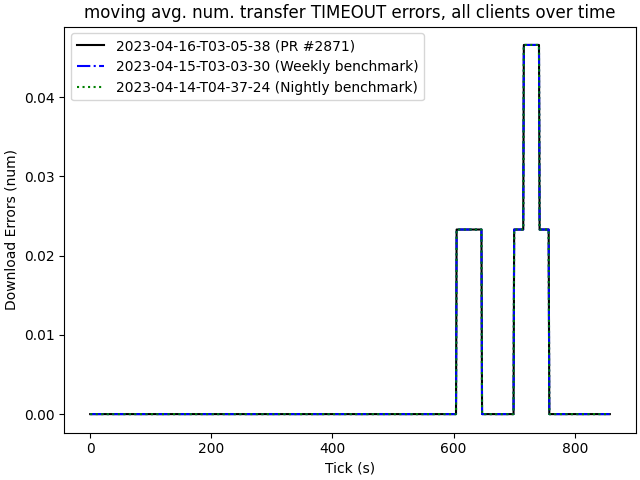 moving avg. num. transfer TIMEOUT errors, all clients over time
2023-04-16-T03-05-38 (PR #2871)
2023-04-15-T03-03-30 (Weekly benchmark)
2023-04-14-T04-37-24 (Nightly benchmark)
Download Errors (num)
0.04
0.03
0.02
0.01
0.00
0 200 400 600 800
Tick (s)